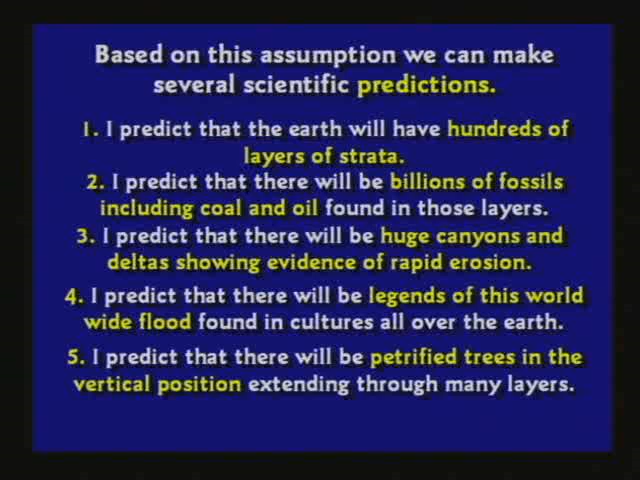 Based on this assumption we can make
several scientific predictions.
1. I predict that the earth will have hundreds of
layers of strata.
2. I predict that there will be billions of fossils
including coal and oil found in those layers.
3. I predict that there will be huge canyons and
deltas showing evidence of rapid erosion.
4. I predict that there will be legends of this world
wide flood found in cultures all over the earth.
5. I predict that there will be petrified trees in the
vertical position extending through many layers.